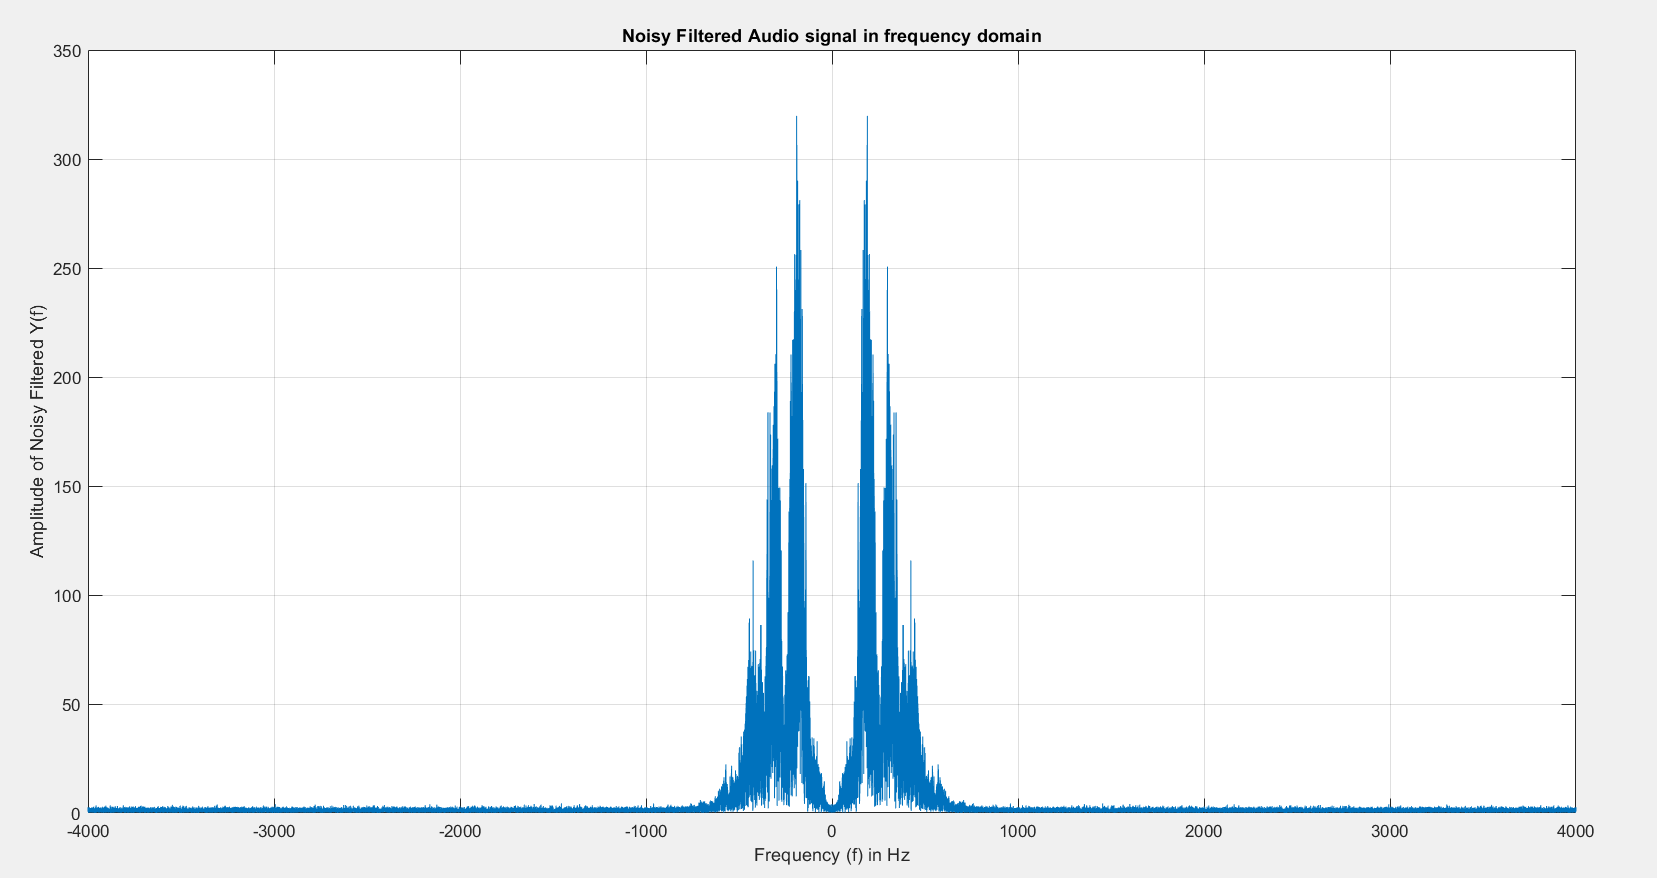 Noisy Filtered Audio signal in frequency domain
350
300
250
200
150
100
50
0
Amplitude of Noisy Filtered Y(f)
-4000 -3000 -2000 -1000 0 1000 2000 3000 4000
Frequency (f) in Hz